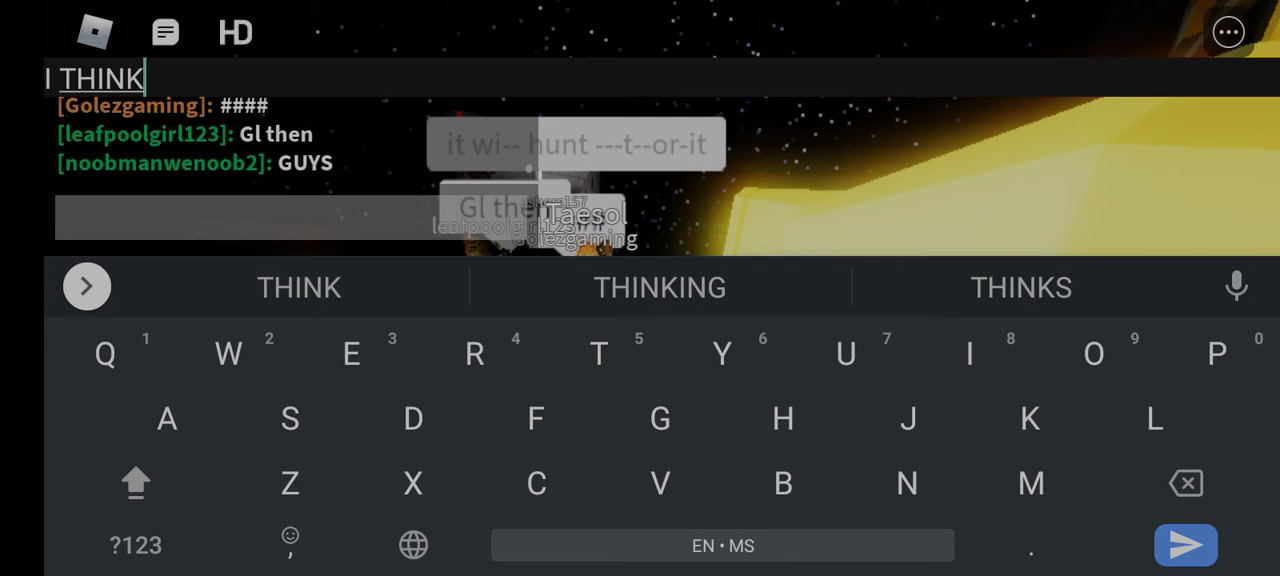 HD
I THINK
[Golezgaming]: ####
[leafpoolgirl123]: Gl then
[noobmanwenoob2]: GUYS
it wi-- hunt ---t--or-it
Gl then
Taesol
leafpoolgirl123
Golezgaming
THINK THINKING THINKS
Q 1 W 2 E 3 R 4 T 5 Y 6 U 7 I 8 O 9 P 0
A S D F G H J K L
Z X C V B N M
?123 , EN • MS .